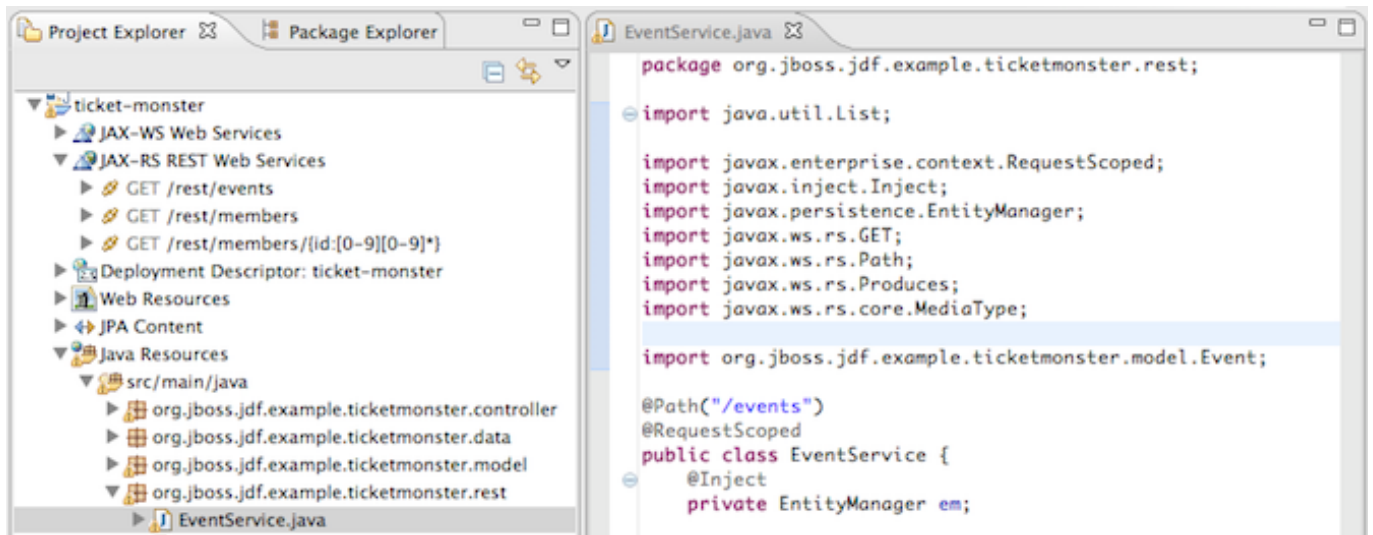 Project Explorer
Package Explorer
ticket-monster
JAX-WS Web Services
JAX-RS REST Web Services
GET /rest/events
GET /rest/members
GET /rest/members/{id:[0-9][0-9]*}
Deployment Descriptor: ticket-monster
Web Resources
JPA Content
Java Resources
src/main/java
org.jboss.jdf.example.ticketmonster.controller
org.jboss.jdf.example.ticketmonster.data
org.jboss.jdf.example.ticketmonster.model
org.jboss.jdf.example.ticketmonster.rest
EventService.java
EventService.java
package org.jboss.jdf.example.ticketmonster.rest;
import java.util.List;
import javax.enterprise.context.RequestScoped;
import javax.inject.Inject;
import javax.persistence.EntityManager;
import javax.ws.rs.GET;
import javax.ws.rs.Path;
import javax.ws.rs.Produces;
import javax.ws.rs.core.MediaType;
import org.jboss.jdf.example.ticketmonster.model.Event;
@Path("/events")
@RequestScoped
public class EventService {
@Inject
private EntityManager em;